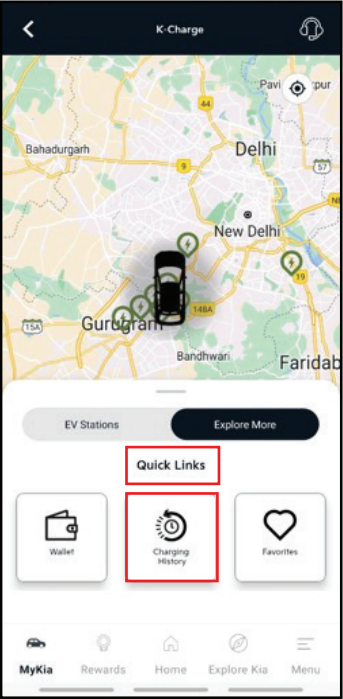 K-Charge
Pavi
pur
44
Bahadurgarh
Delhi
9
57
New Delhi
19
15A
Gurugram
148A
Bandhwari
Faridab
EV Stations
Explore More
Quick Links
Wallet
Charging
History
Favorites
MyKia
Rewards
Home
Explore Kia
Menu